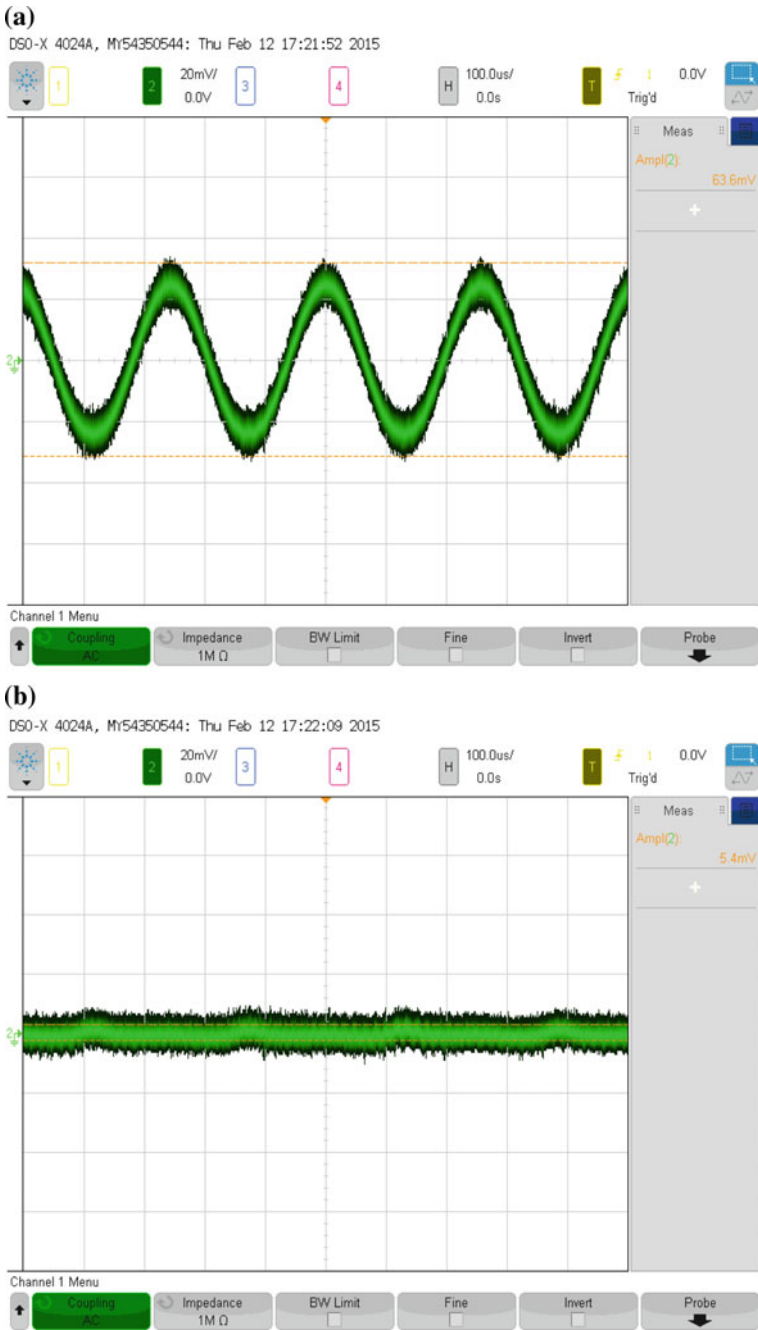 (a)
DSO-X 4024A, MY54350544: Thu Feb 12 17:21:52 2015
1 2 20mV/ 3 4 H 100.0us/ T 1 0.0V
0.0V 0.0s Trig'd
Meas
Ampl(2):
63.6mV
+
2
Channel 1 Menu
Coupling Impedance BW Limit Fine Invert Probe
AC 1M Ω
(b)
DSO-X 4024A, MY54350544: Thu Feb 12 17:22:09 2015
1 2 20mV/ 3 4 H 100.0us/ T 1 0.0V
0.0V 0.0s Trig'd
Meas
Ampl(2):
5.4mV
+
2
Channel 1 Menu
Coupling Impedance BW Limit Fine Invert Probe
AC 1M Ω